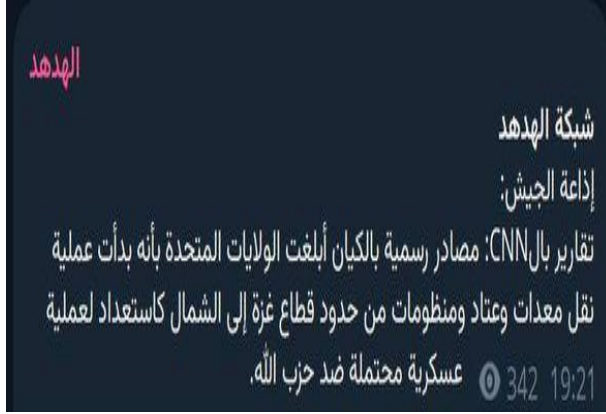 الهدهد
شبكة الهدهد
إذاعة الجيش:
تقارير بالCNN: مصادر رسمية بالكيان أبلغت الولايات المتحدة بأنه بدأت عملية
نقل معدات وعتاد ومنظومات من حدود قطاع غزة إلى الشمال كاستعداد لعملية
عسكرية محتملة ضد حزب الله.
342 19:21